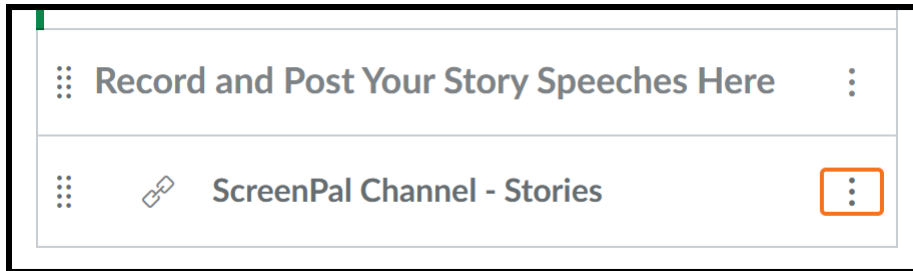 Record and Post Your Story Speeches Here
ScreenPal Channel - Stories